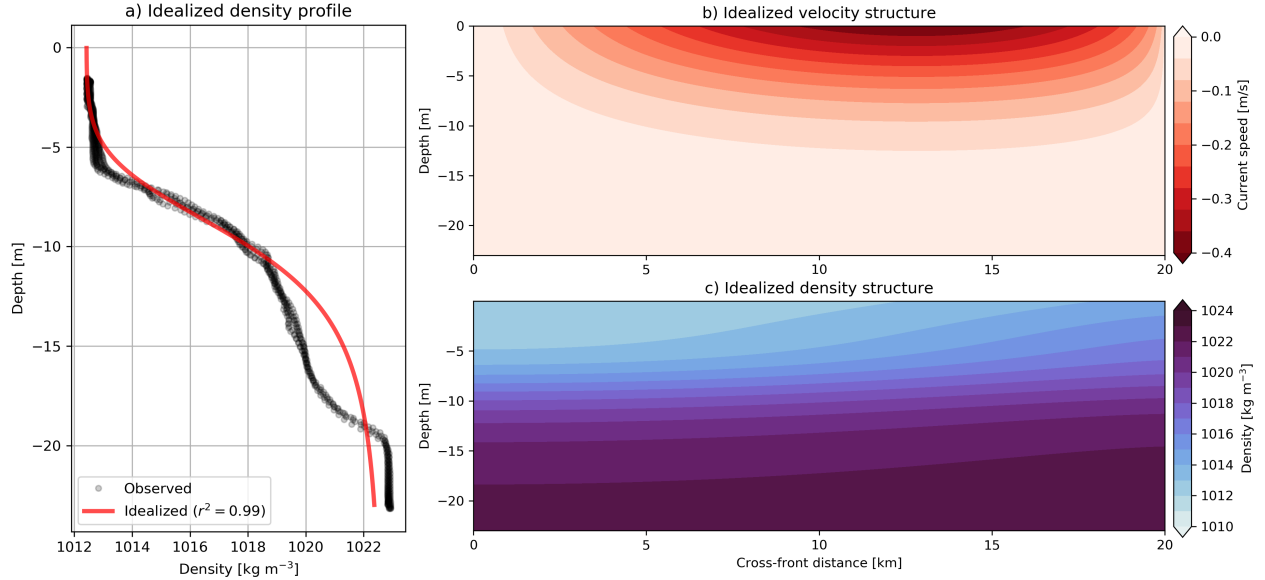 a) Idealized density profile
0
−5
−10
−15
−20
Depth [m]
Observed
Idealized (r² = 0.99)
1012 1014 1016 1018 1020 1022
Density [kg m⁻³]
b) Idealized velocity structure
0
−5
−10
−15
−20
Depth [m]
0 5 10 15 20
0.0
−0.1
−0.2
−0.3
−0.4
Current speed [m/s]
c) Idealized density structure
−5
−10
−15
−20
Depth [m]
0 5 10 15 20
Cross-front distance [km]
1024
1022
1020
1018
1016
1014
1012
1010
Density [kg m⁻³]